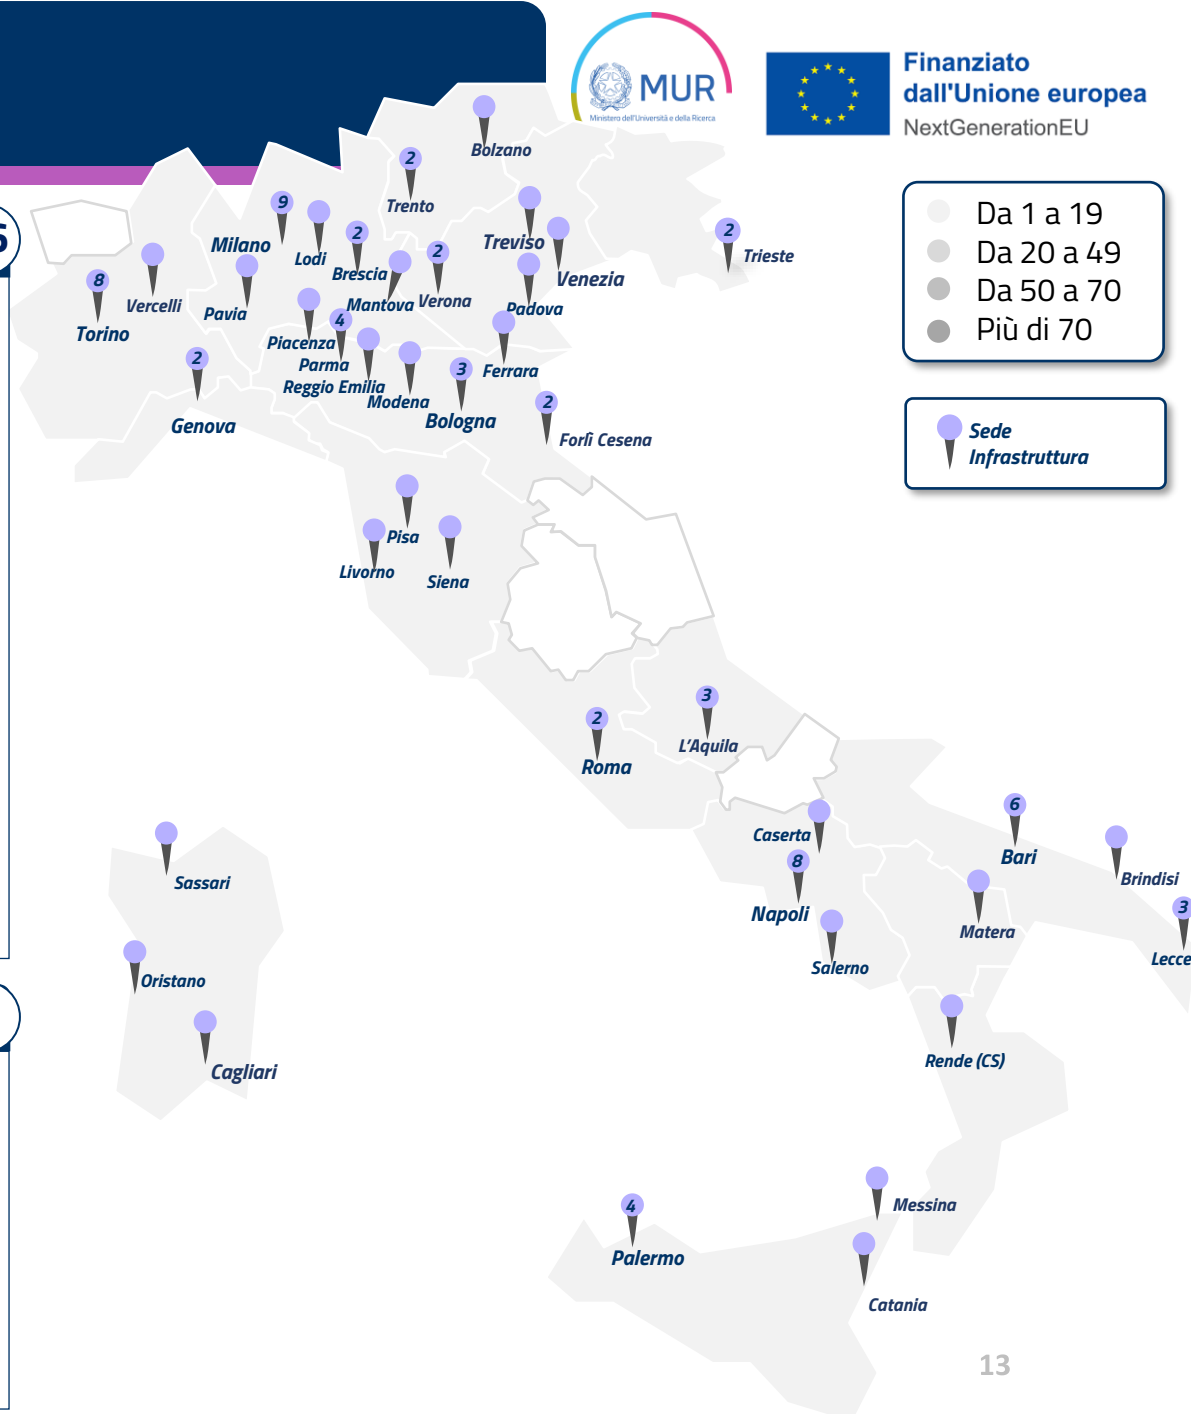 MUR
Ministero dell'Università e della Ricerca
Finanziato
dall'Unione europea
NextGenerationEU
Da 1 a 19
Da 20 a 49
Da 50 a 70
Più di 70
Sede
Infrastruttura
Bolzano
2
Trento
9
Milano
Lodi
2
Brescia
Mantova
2
Verona
Treviso
Venezia
Padova
2
Trieste
8
Torino
Vercelli
Pavia
Piacenza
4
Parma
Reggio Emilia
Modena
3
Bologna
Ferrara
2
Genova
2
Forlì Cesena
Pisa
Livorno
Siena
2
Roma
3
L'Aquila
Caserta
8
Napoli
Salerno
6
Bari
Brindisi
Matera
3
Lecce
Rende (CS)
Sassari
Oristano
Cagliari
Messina
4
Palermo
Catania
13